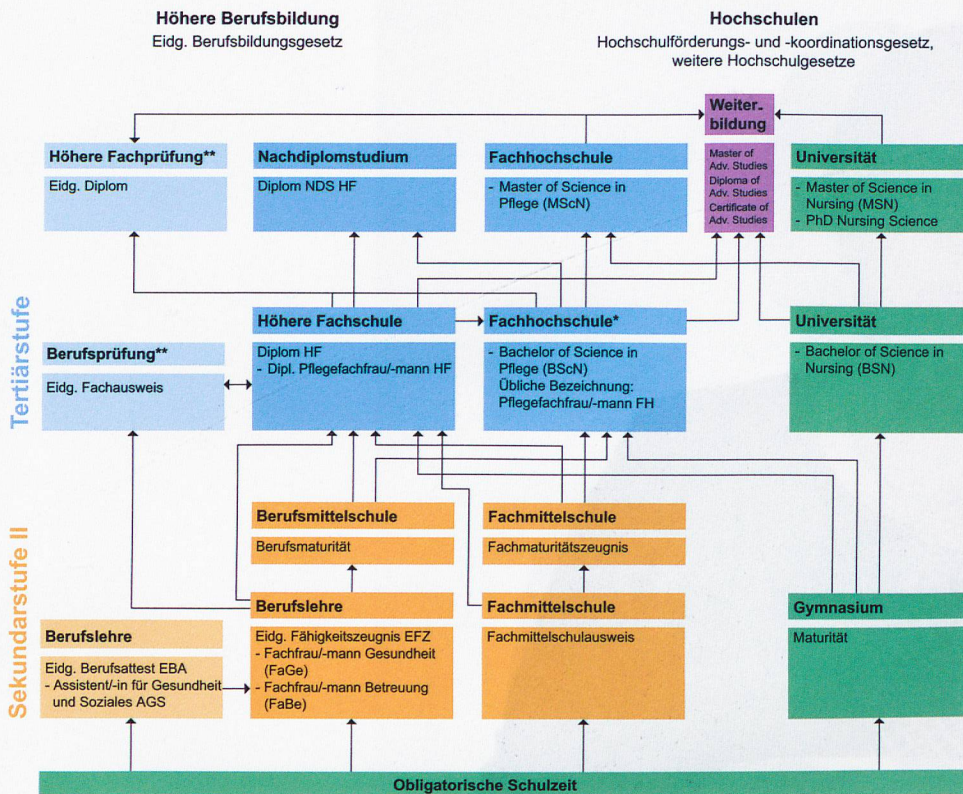 Höhere Berufsbildung
Eidg. Berufsbildungsgesetz
Hochschulen
Hochschulförderungs- und -koordinationsgesetz,
weitere Hochschulgesetze
Weiter-
bildung
Master of
Adv. Studies
Diploma of
Adv. Studies
Certificate of
Adv. Studies
Höhere Fachprüfung**
Eidg. Diplom
Nachdiplomstudium
Diplom NDS HF
Fachhochschule
- Master of Science in
Pflege (MScN)
Universität
- Master of Science in
Nursing (MSN)
- PhD Nursing Science
Tertiärstufe
Berufsprüfung**
Eidg. Fachausweis
Höhere Fachschule
Diplom HF
- Dipl. Pflegefachfrau/-mann HF
Fachhochschule*
- Bachelor of Science in
Pflege (BScN)
Übliche Bezeichnung:
Pflegefachfrau/-mann FH
Universität
- Bachelor of Science in
Nursing (BSN)
Sekundarstufe II
Berufsmittelschule
Berufsmaturität
Fachmittelschule
Fachmaturitätszeugnis
Berufslehre
Eidg. Berufsattest EBA
- Assistent/-in für Gesundheit
und Soziales AGS
Berufslehre
Eidg. Fähigkeitszeugnis EFZ
- Fachfrau/-mann Gesundheit
(FaGe)
- Fachfrau/-mann Betreuung
(FaBe)
Fachmittelschule
Fachmittelschulausweis
Gymnasium
Maturität
Obligatorische Schulzeit